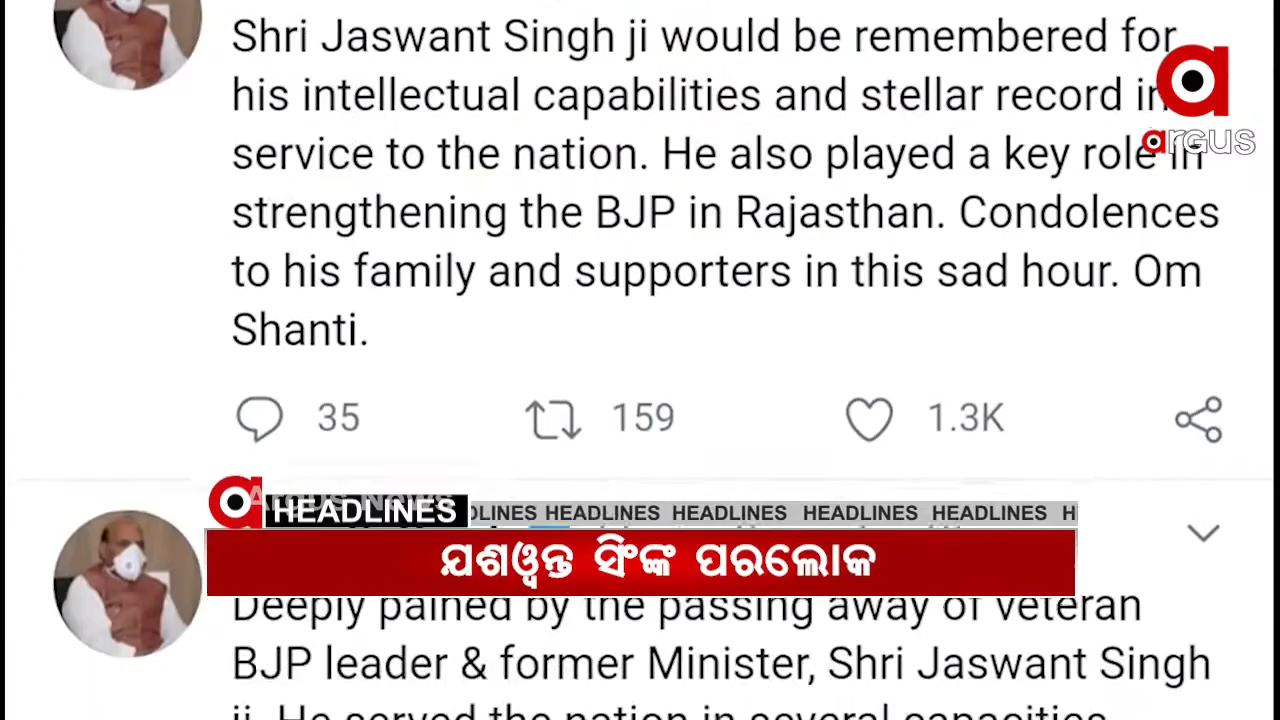 Shri Jaswant Singh ji would be remembered for
his intellectual capabilities and stellar record in
service to the nation. He also played a key role in
strengthening the BJP in Rajasthan. Condolences
to his family and supporters in this sad hour. Om
Shanti.
argus
35 159 1.3K
Argus News
HEADLINES DLINES HEADLINES HEADLINES HEADLINES HEADLINES H
ଯଶୱନ୍ତ ସିଂଙ୍କ ପରଲୋକ
Deeply pained by the passing away of veteran
BJP leader & former Minister, Shri Jaswant Singh
ji. He served the nation in several capacities